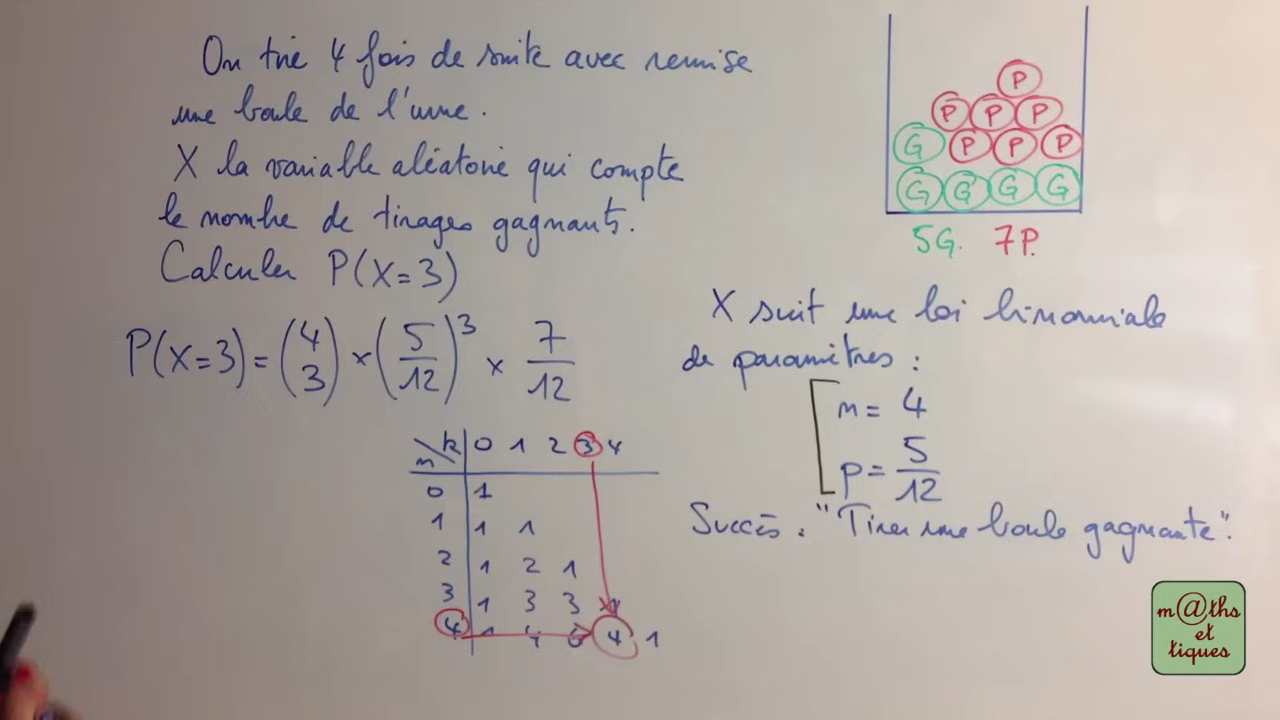 On tire 4 fois de suite avec remise
une boule de l'urne.
X la variable aléatoire qui compte
le nombre de tirages gagnants.
Calculer P(X=3)
P(X=3) = (4 3) × (5/12)³ × 7/12
P
P P P
G P P P
G G G G
5G. 7P.
X suit une loi binomiale
de paramètres :
n = 4
p = 5/12
Succès : "Tirer une boule gagnante".
n\k 0 1 2 3 4
0 1
1 1 1
2 1 2 1
3 1 3 3 1
4 1 4 6 4 1
m@ths
et
tiques